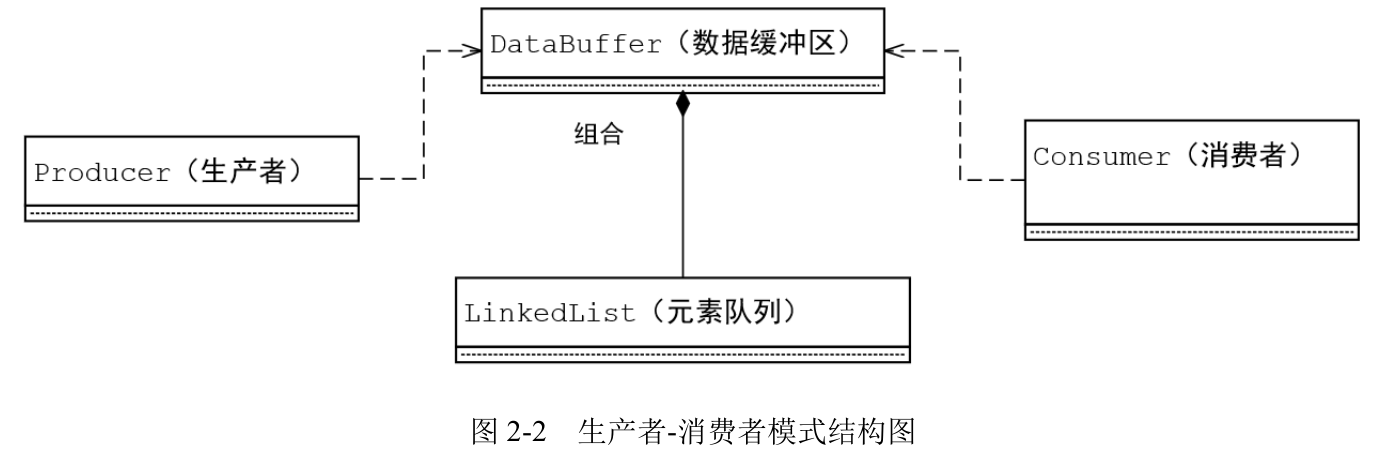 DataBuffer（数据缓冲区）
组合
Producer（生产者）
Consumer（消费者）
LinkedList（元素队列）
图 2-2 生产者-消费者模式结构图